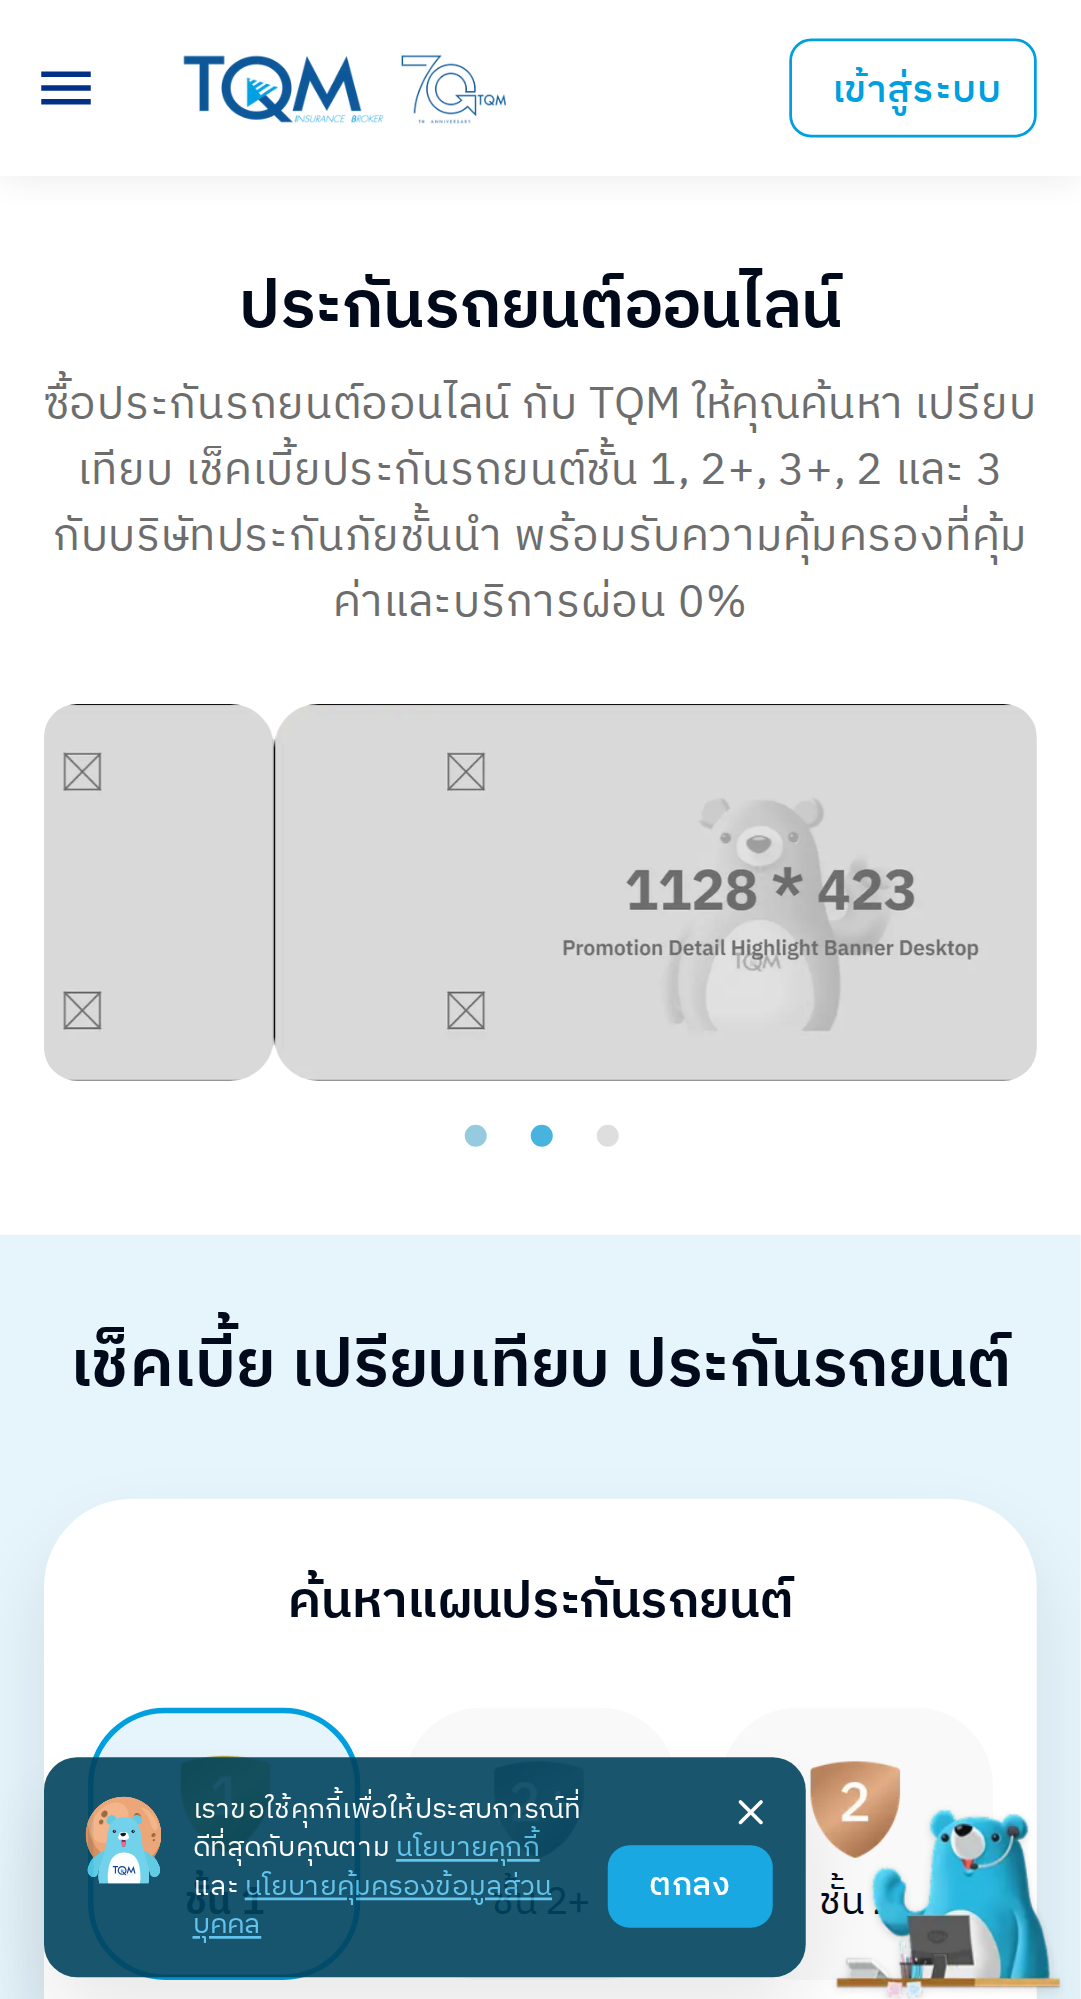 TQM
INSURANCE BROKER
70 TQM
TH ANNIVERSARY
เข้าสู่ระบบ
ประกันรถยนต์ออนไลน์
ซื้อประกันรถยนต์ออนไลน์ กับ TQM ให้คุณค้นหา เปรียบ
เทียบ เช็คเบี้ยประกันรถยนต์ชั้น 1, 2+, 3+, 2 และ 3
กับบริษัทประกันภัยชั้นนำ พร้อมรับความคุ้มครองที่คุ้ม
ค่าและบริการผ่อน 0%
1128 * 423
Promotion Detail Highlight Banner Desktop
TQM
เช็คเบี้ย เปรียบเทียบ ประกันรถยนต์
ค้นหาแผนประกันรถยนต์
1
2+
2
ชั้น 1
ชั้น 2+
ชั้น
เราขอใช้คุกกี้เพื่อให้ประสบการณ์ที่
ดีที่สุดกับคุณตาม นโยบายคุกกี้
และ นโยบายคุ้มครองข้อมูลส่วน
บุคคล
ตกลง
TQM